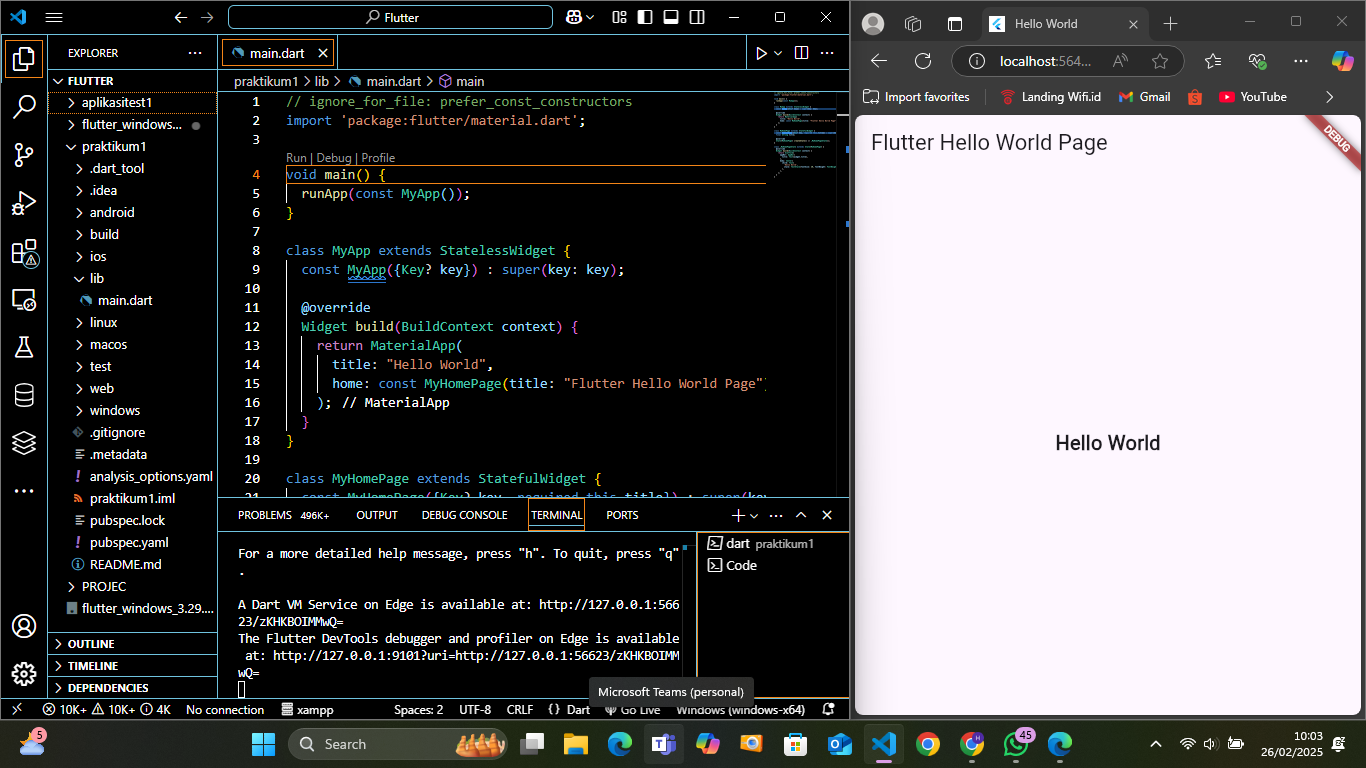 Flutter
EXPLORER
FLUTTER
aplikasitest1
flutter_windows...
praktikum1
.dart_tool
.idea
android
build
ios
lib
main.dart
linux
macos
test
web
windows
.gitignore
.metadata
analysis_options.yaml
praktikum1.iml
pubspec.lock
pubspec.yaml
README.md
PROJEC
flutter_windows_3.29....
OUTLINE
TIMELINE
DEPENDENCIES
main.dart
praktikum1 > lib > main.dart > main
1 // ignore_for_file: prefer_const_constructors
2 import 'package:flutter/material.dart';
3
Run | Debug | Profile
4 void main() {
5 runApp(const MyApp());
6 }
7
8 class MyApp extends StatelessWidget {
9 const MyApp({Key? key}) : super(key: key);
10
11 @override
12 Widget build(BuildContext context) {
13 return MaterialApp(
14 title: "Hello World",
15 home: const MyHomePage(title: "Flutter Hello World Page")
16 ); // MaterialApp
17 }
18 }
19
20 class MyHomePage extends StatefulWidget {
21 const MyHomePage({Key? key, required this.title}) : super(key
PROBLEMS 496K+ OUTPUT DEBUG CONSOLE TERMINAL PORTS
For a more detailed help message, press "h". To quit, press "q"
.
A Dart VM Service on Edge is available at: http://127.0.0.1:566
23/zKHKBOIMMwQ=
The Flutter DevTools debugger and profiler on Edge is available
at: http://127.0.0.1:9101?uri=http://127.0.0.1:56623/zKHKBOIMM
wQ=
dart praktikum1
Code
Microsoft Teams (personal)
10K+ 10K+ 4K No connection xampp Spaces: 2 UTF-8 CRLF {} Dart Go Live Windows (windows-x64)
Hello World
localhost:564...
Import favorites Landing Wifi.id Gmail YouTube
Flutter Hello World Page
DEBUG
Hello World
5
Search
45
10:03
26/02/2025